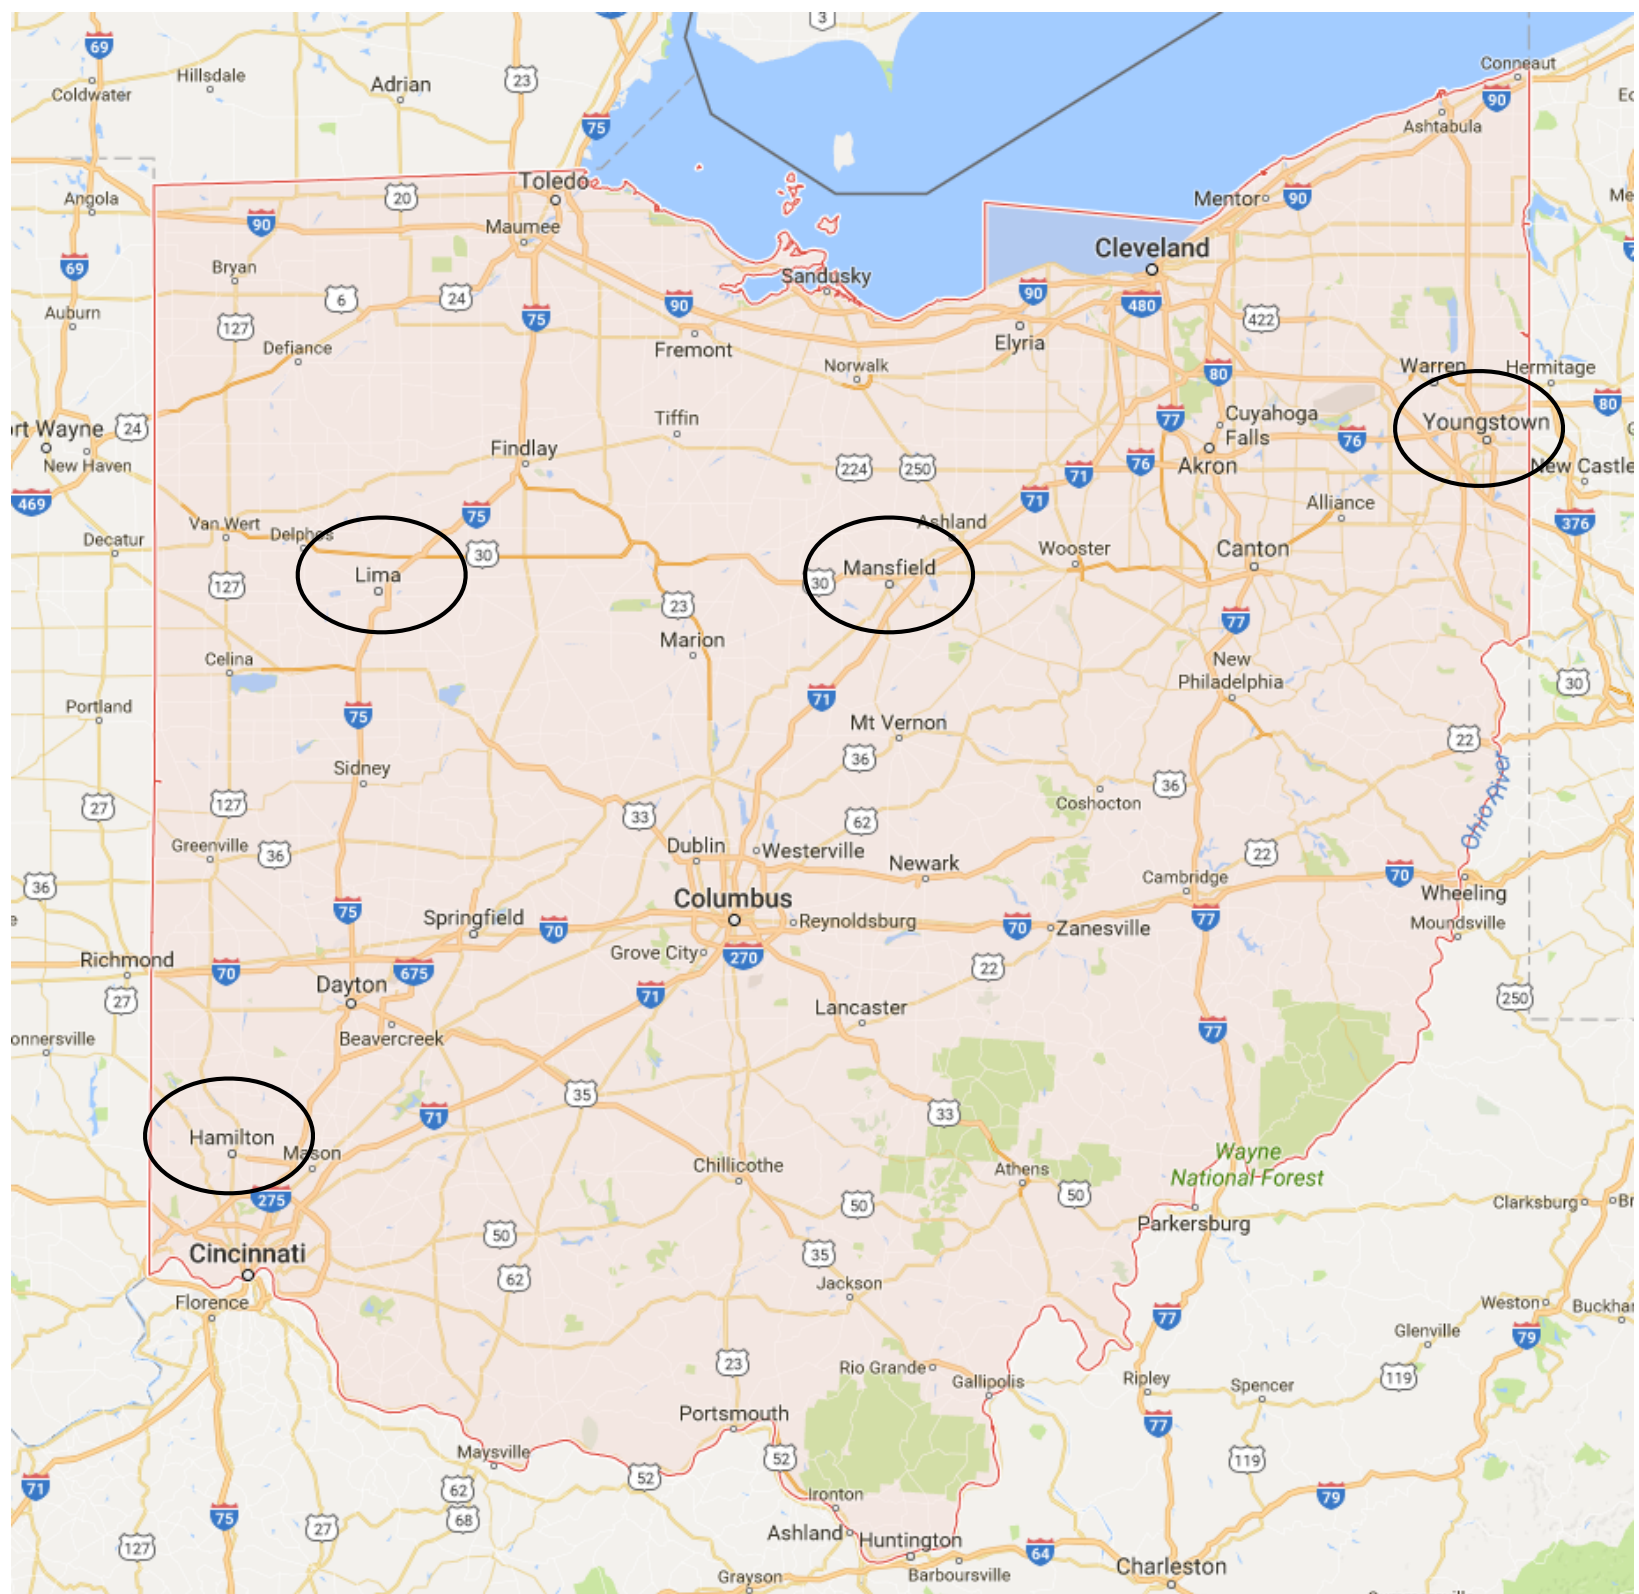 3
69
Hillsdale
Adrian
23
Coldwater
75
Conneaut
90
Ashtabula
Toledo
20
Angola
90
Maumee
Mentor
90
Cleveland
69
Bryan
6
24
Sandusky
90
90
480
Auburn
127
75
422
Defiance
Fremont
Elyria
Norwalk
80
Warren
Hermitage
80
24
rt Wayne
New Haven
Tiffin
77
Cuyahoga
Falls
76
Youngstown
Findlay
224
250
71
76
Akron
New Castle
469
75
71
Alliance
376
Van Wert
Delphos
Ashland
Decatur
30
Wooster
Canton
Lima
Mansfield
30
127
23
77
Marion
Celina
New
Philadelphia
30
Portland
75
71
Mt Vernon
22
36
Ohio River
Sidney
36
Coshocton
27
127
33
62
Greenville
36
Dublin
Westerville
Newark
22
36
Cambridge
70
Wheeling
Columbus
75
Springfield
70
Reynoldsburg
70
Zanesville
77
Moundsville
Grove City
270
Richmond
70
675
22
27
Dayton
71
250
Lancaster
onnersville
Beavercreek
77
35
71
33
Hamilton
Mason
Wayne
National Forest
Chillicothe
Athens
275
50
50
Clarksburg
Br
Parkersburg
50
Cincinnati
35
62
Jackson
Florence
Weston
Buckhar
77
Glenville
79
23
Rio Grande
Gallipolis
Ripley
Spencer
119
Portsmouth
77
Maysville
52
52
119
71
62
Ironton
79
75
27
68
Ashland
Huntington
127
64
Charleston
Grayson
Barboursville